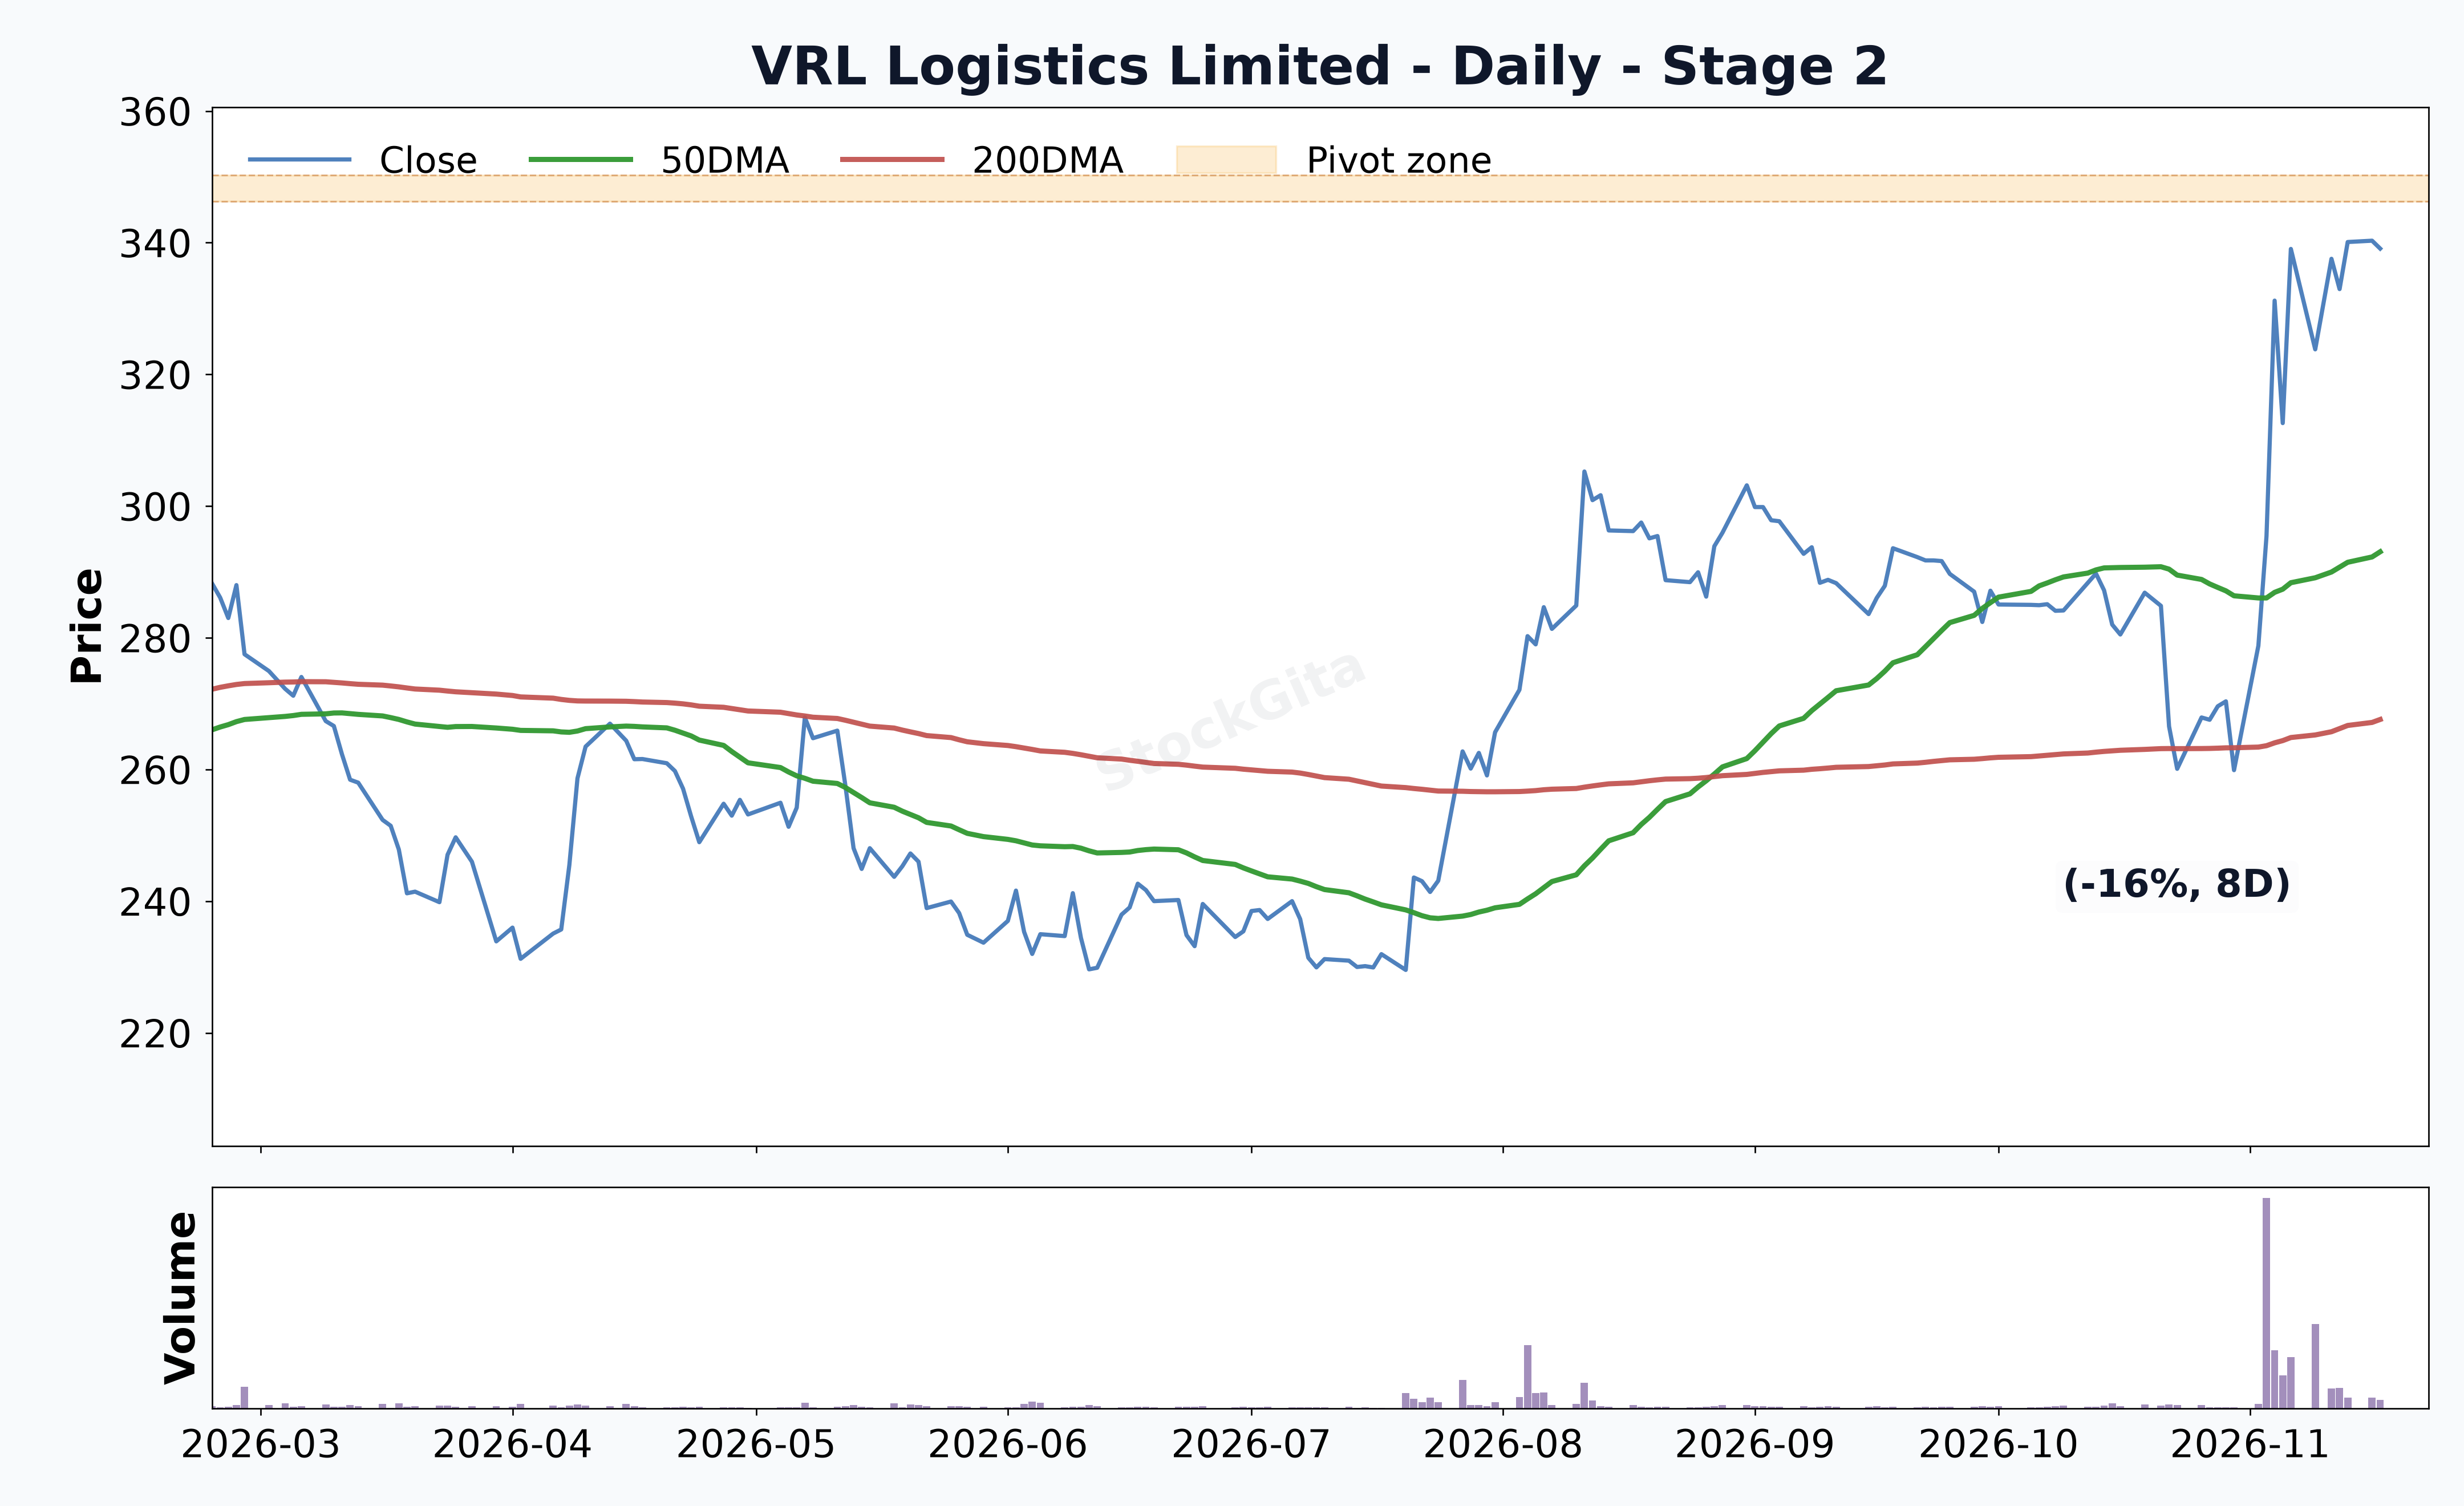 VRL Logistics Limited - Daily - Stage 2
Close 50DMA 200DMA Pivot zone
360
340
320
300
280
260
240
220
Price
StockGita
(-16%, 8D)
Volume
2026-03 2026-04 2026-05 2026-06 2026-07 2026-08 2026-09 2026-10 2026-11